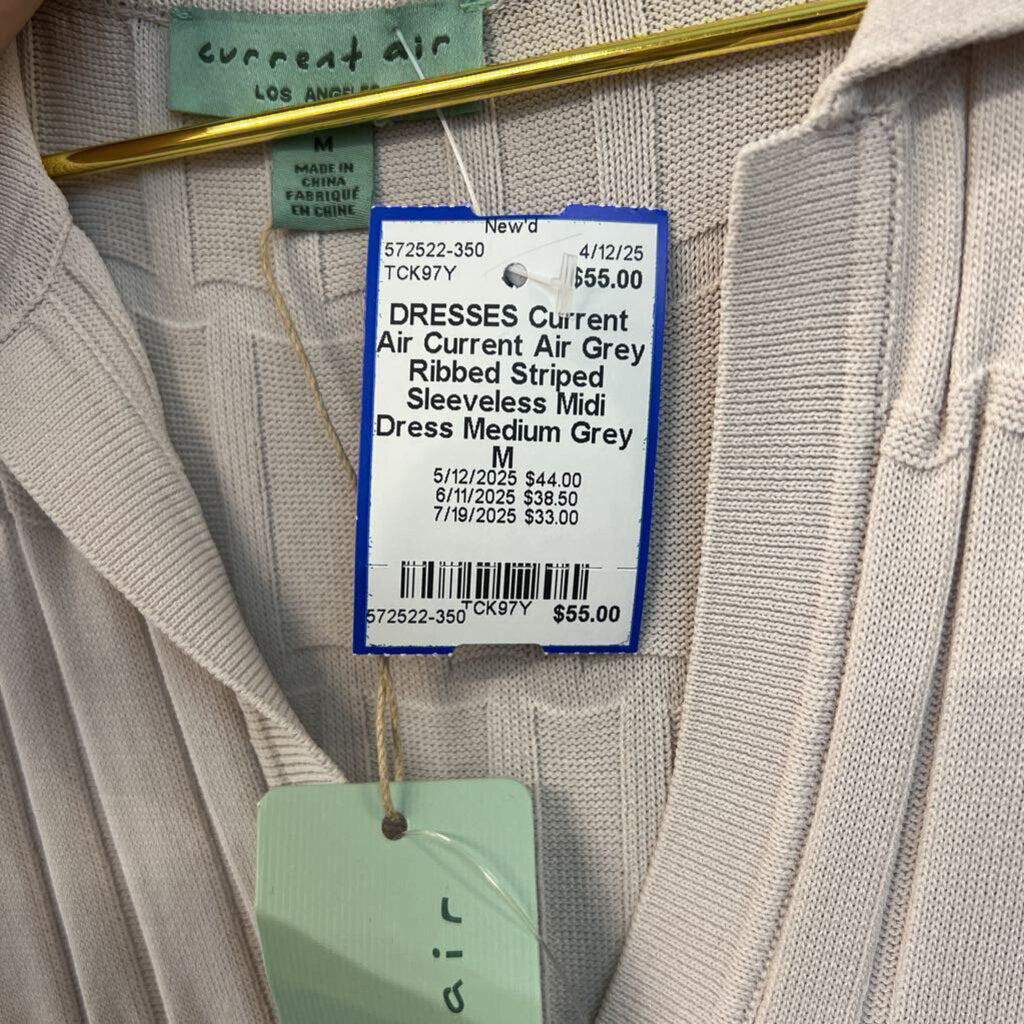 current air
LOS ANGELES
M
MADE IN
CHINA
FABRIQUÉ
EN CHINE
New'd
572522-350 4/12/25
TCK97Y $55.00
DRESSES Current
Air Current Air Grey
Ribbed Striped
Sleeveless Midi
Dress Medium Grey
M
5/12/2025 $44.00
6/11/2025 $38.50
7/19/2025 $33.00
572522-350 TCK97Y $55.00
air